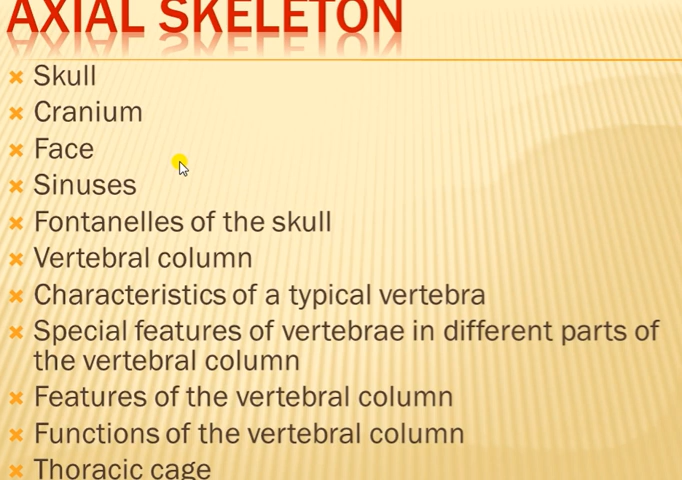 AXIAL SKELETON
Skull
Cranium
Face
Sinuses
Fontanelles of the skull
Vertebral column
Characteristics of a typical vertebra
Special features of vertebrae in different parts of
the vertebral column
Features of the vertebral column
Functions of the vertebral column
Thoracic cage